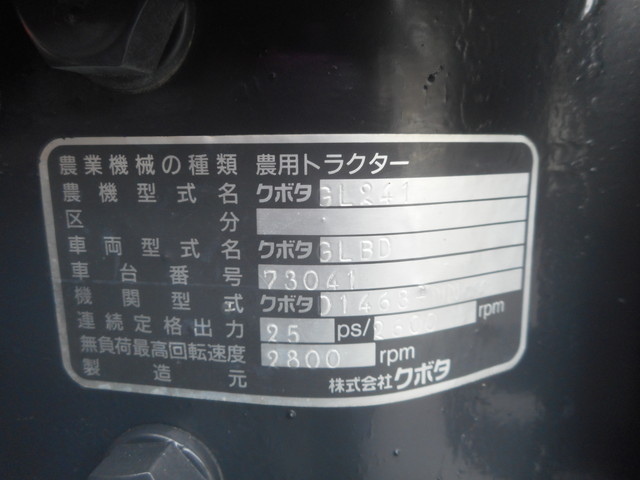 農業機械の種類 農用トラクター
農機型式名 クボタ GL241
区分
車両型式名 クボタ GLBD
車台番号 73041
機関型式 クボタ
連続定格出力 25 ps/ rpm
無負荷最高回転速度 2800 rpm
製造元 株式会社クボタ